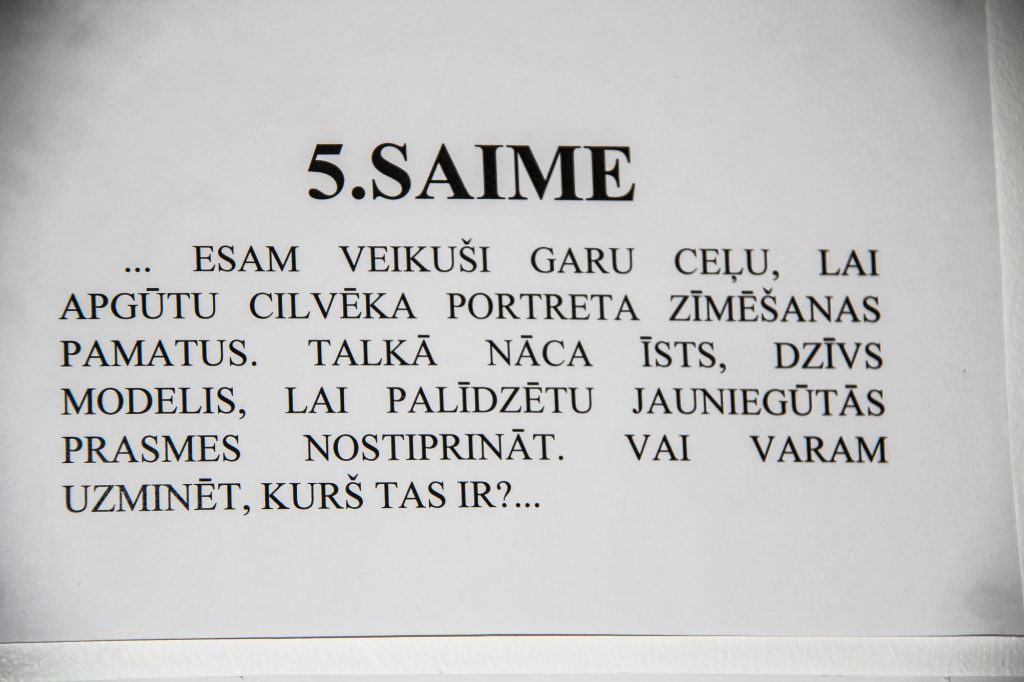 5.SAIME
... ESAM VEIKUŠI GARU CEĻU, LAI
APGŪTU CILVĒKA PORTRETA ZĪMĒŠANAS
PAMATUS. TALKĀ NĀCA ĪSTS, DZĪVS
MODELIS, LAI PALĪDZĒTU JAUNIEGŪTĀS
PRASMES NOSTIPRINĀT. VAI VARAM
UZMINĒT, KURŠ TAS IR?...